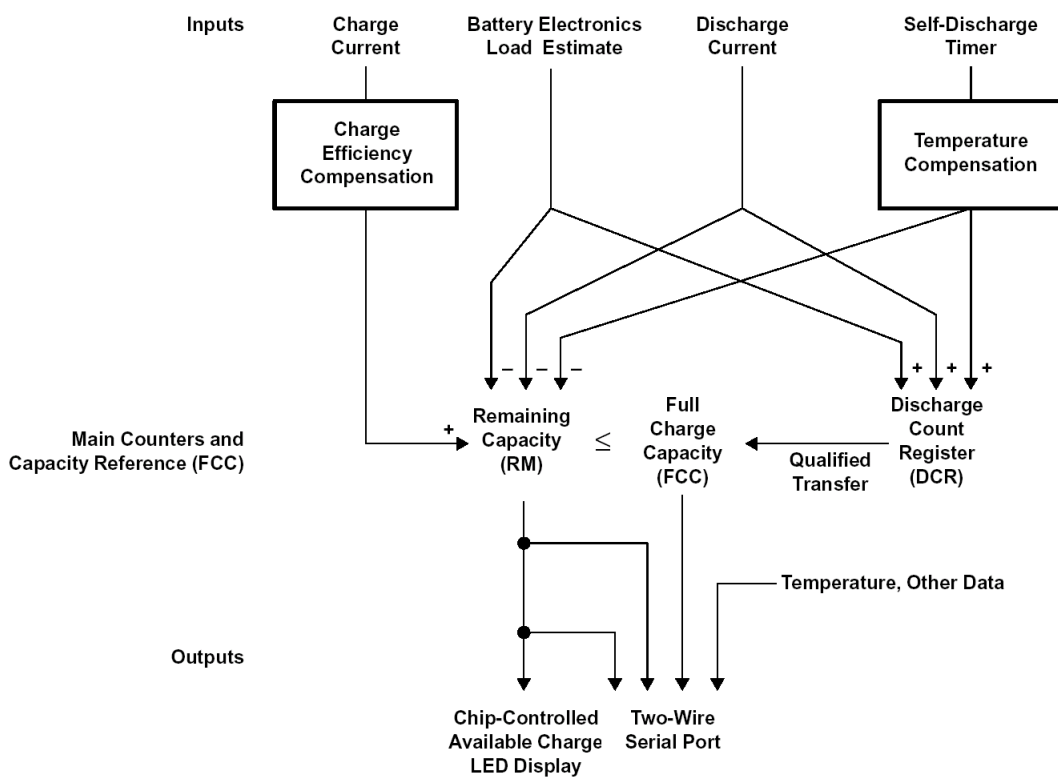 Inputs
Charge
Current
Battery Electronics
Load Estimate
Discharge
Current
Self-Discharge
Timer
Charge
Efficiency
Compensation
Temperature
Compensation
– – –
+ + +
Main Counters and
Capacity Reference (FCC)
+
Remaining
Capacity
(RM)
≤
Full
Charge
Capacity
(FCC)
Qualified
Transfer
Discharge
Count
Register
(DCR)
Temperature, Other Data
Outputs
Chip-Controlled
Available Charge
LED Display
Two-Wire
Serial Port